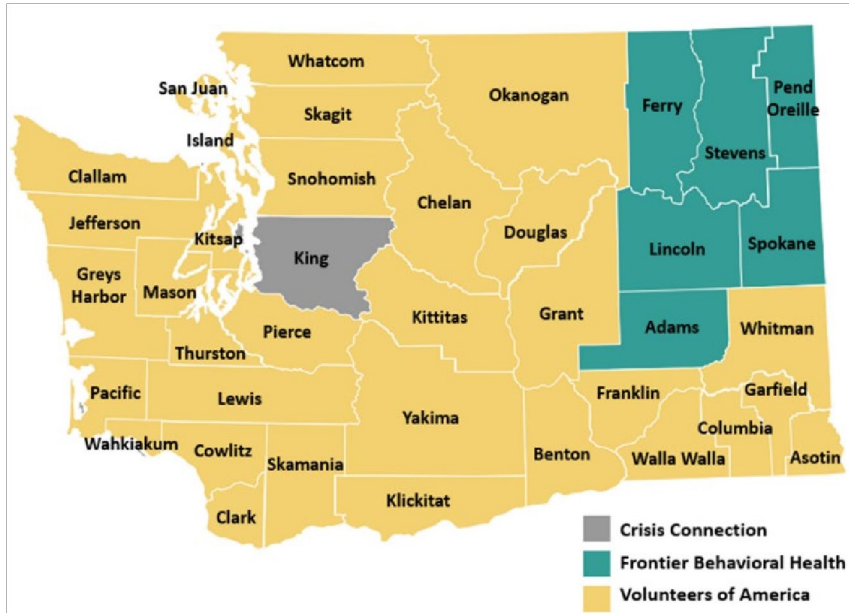 Whatcom
San Juan
Okanogan
Pend
Oreille
Ferry
Skagit
Island
Stevens
Clallam
Snohomish
Chelan
Jefferson
Kitsap
Douglas
Lincoln
Spokane
King
Greys
Harbor
Mason
Grant
Kittitas
Adams
Whitman
Pierce
Thurston
Pacific
Lewis
Franklin
Garfield
Yakima
Columbia
Wahkiakum
Cowlitz
Skamania
Benton
Walla Walla
Asotin
Klickitat
Clark
Crisis Connection
Frontier Behavioral Health
Volunteers of America